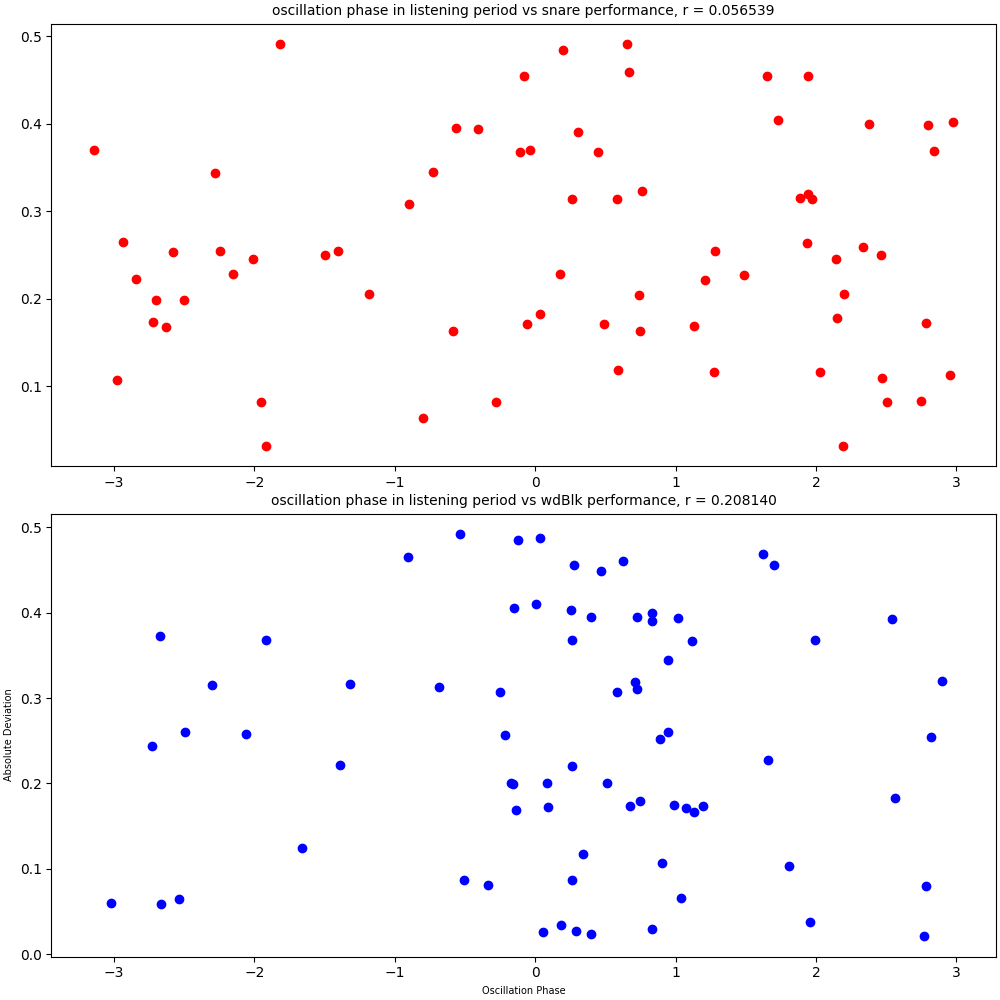 oscillation phase in listening period vs snare performance, r = 0.056539
0.5
0.4
0.3
0.2
0.1
−3 −2 −1 0 1 2 3
oscillation phase in listening period vs wdBlk performance, r = 0.208140
0.5
0.4
0.3
0.2
0.1
0.0
Absolute Deviation
−3 −2 −1 0 1 2 3
Oscillation Phase